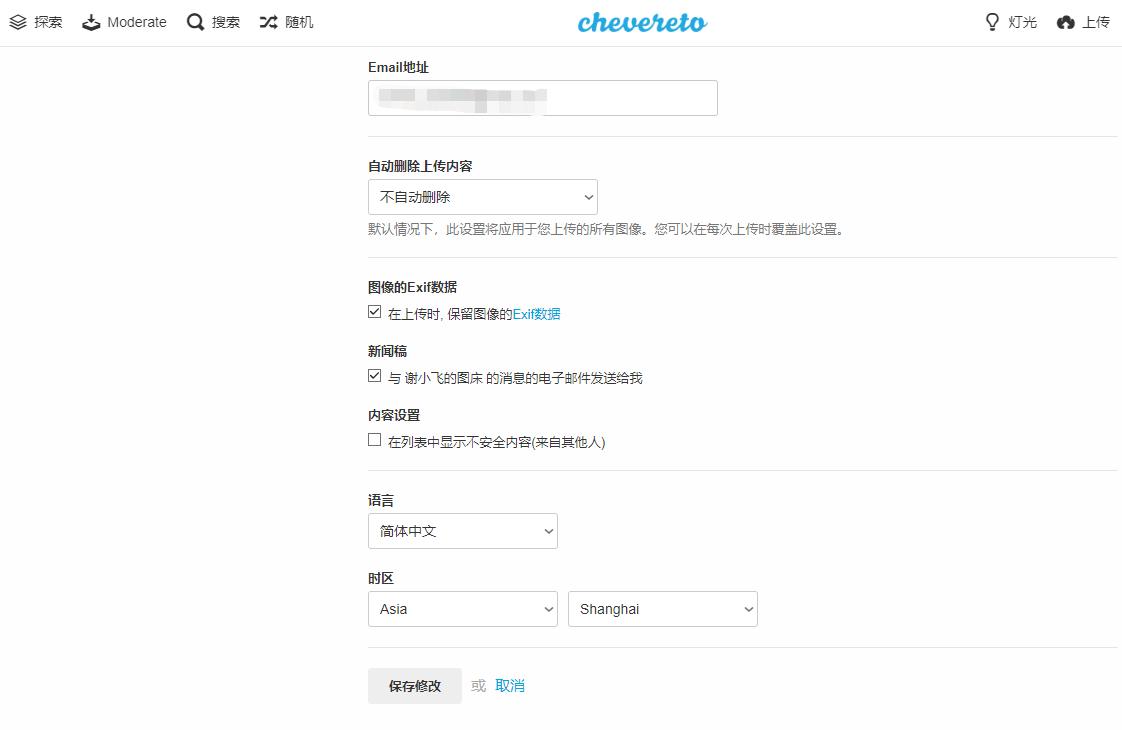 探索 Moderate 搜索 随机 chevereto 灯光 上传
Email地址
自动删除上传内容
不自动删除
默认情况下，此设置将应用于您上传的所有图像。您可以在每次上传时覆盖此设置。
图像的Exif数据
在上传时, 保留图像的Exif数据
新闻稿
与 谢小飞的图床 的消息的电子邮件发送给我
内容设置
在列表中显示不安全内容(来自其他人)
语言
简体中文
时区
Asia Shanghai
保存修改 或 取消